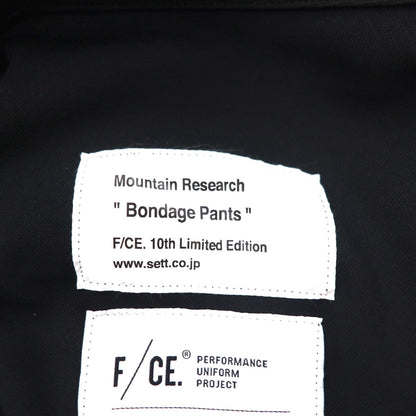 Mountain Research
" Bondage Pants "
F/CE. 10th Limited Edition
www.sett.co.jp
F/CE.® PERFORMANCE
UNIFORM
PROJECT